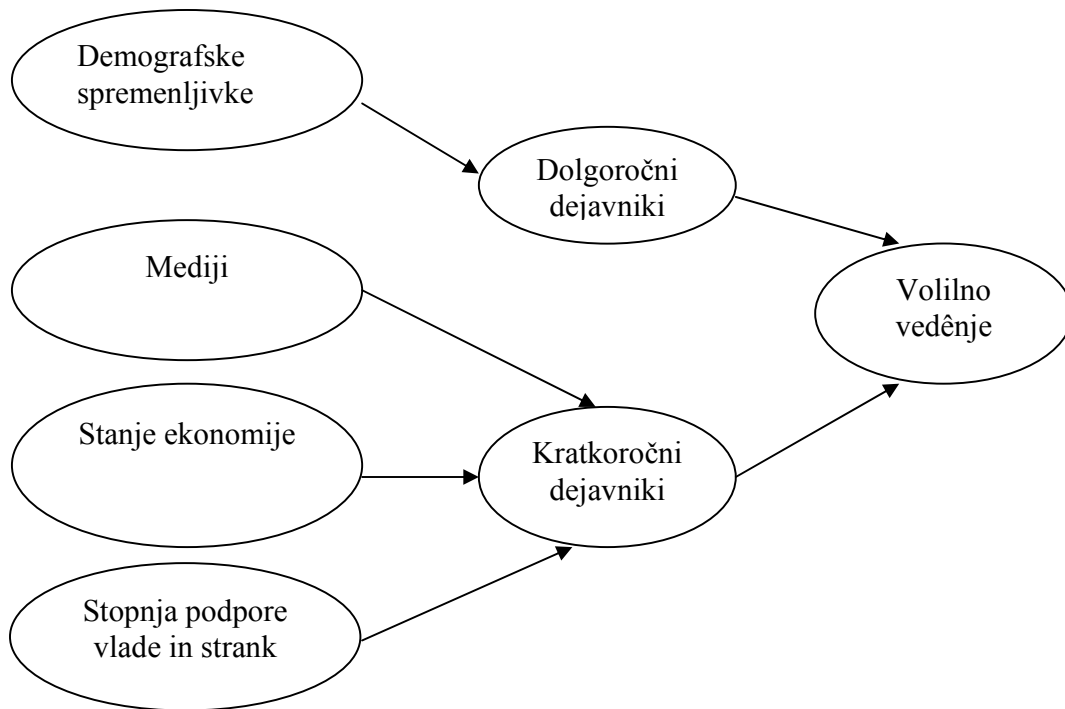 Demografske
spremenljivke
Dolgoročni
dejavniki
Mediji
Volilno
vedênje
Stanje ekonomije
Kratkoročni
dejavniki
Stopnja podpore
vlade in strank